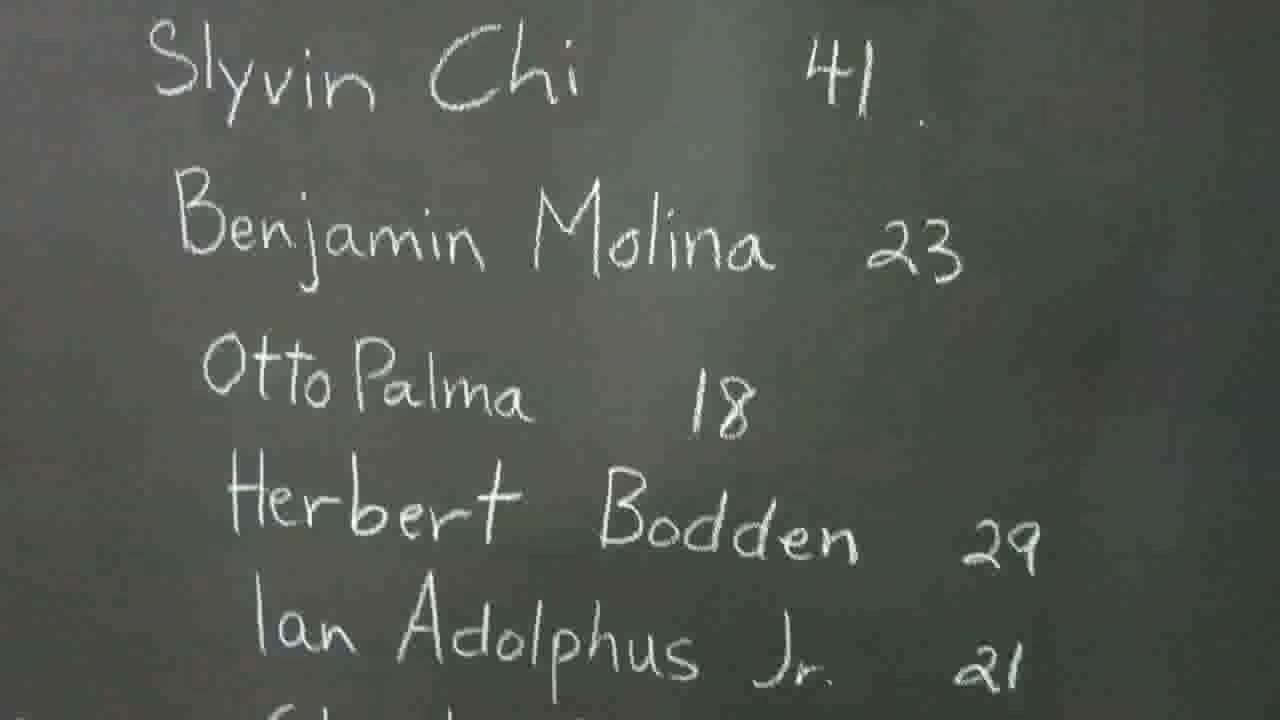 Slyvin Chi 41
Benjamin Molina 23
Otto Palma 18
Herbert Bodden 29
Ian Adolphus Jr. 21